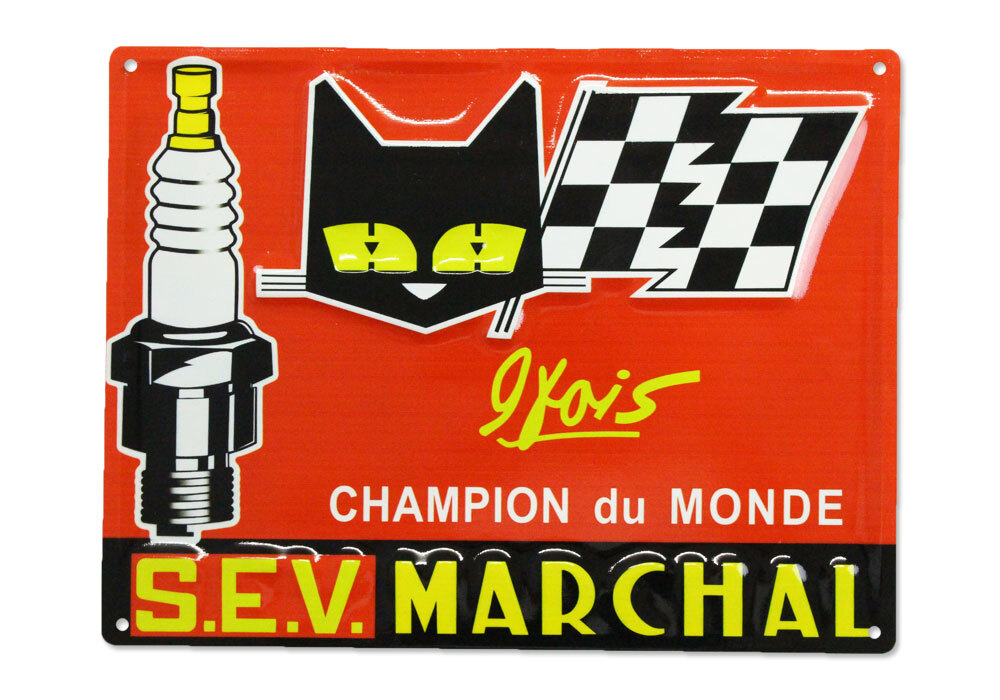 9 fois
CHAMPION du MONDE
S.E.V. MARCHAL